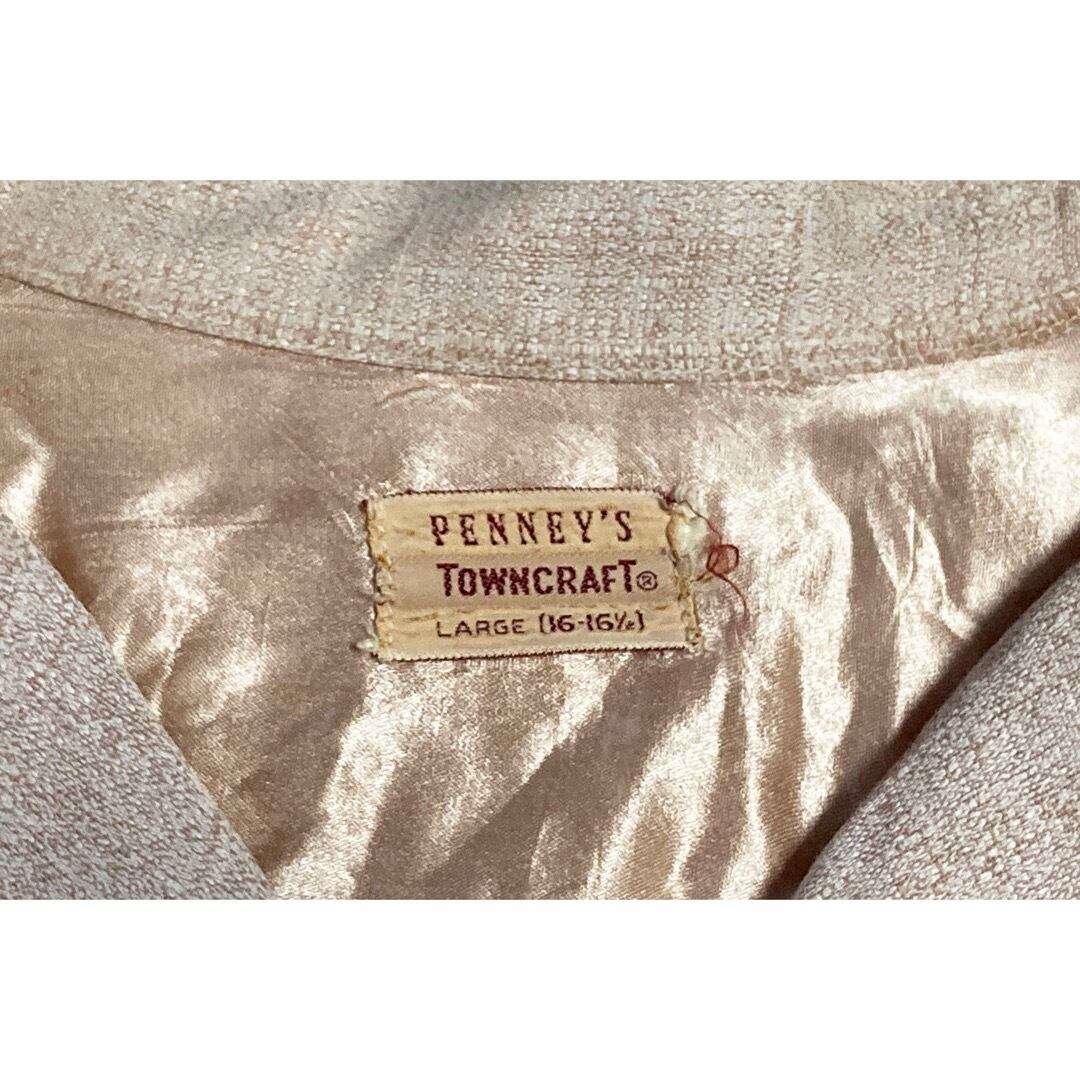 PENNEY'S
TOWNCRAFT®
LARGE (16-16½)